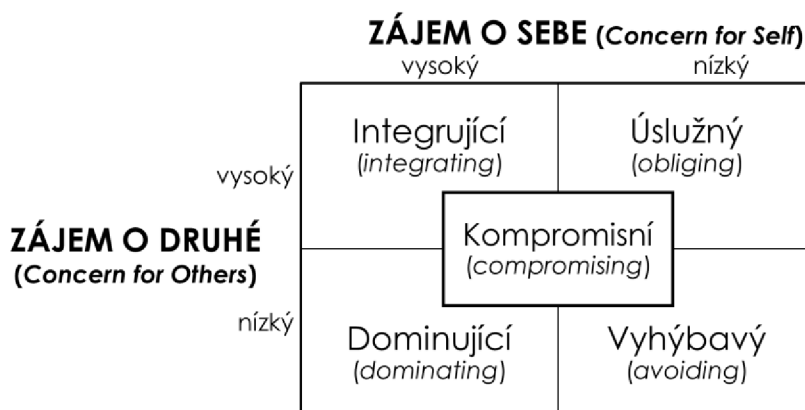 ZÁJEM O SEBE (Concern for Self)
vysoký nízký
Integrující Úslužný
(integrating) (obliging)
vysoký
Kompromisní
(compromising)
ZÁJEM O DRUHÉ
(Concern for Others)
nízký
Dominující Vyhýbavý
(dominating) (avoiding)